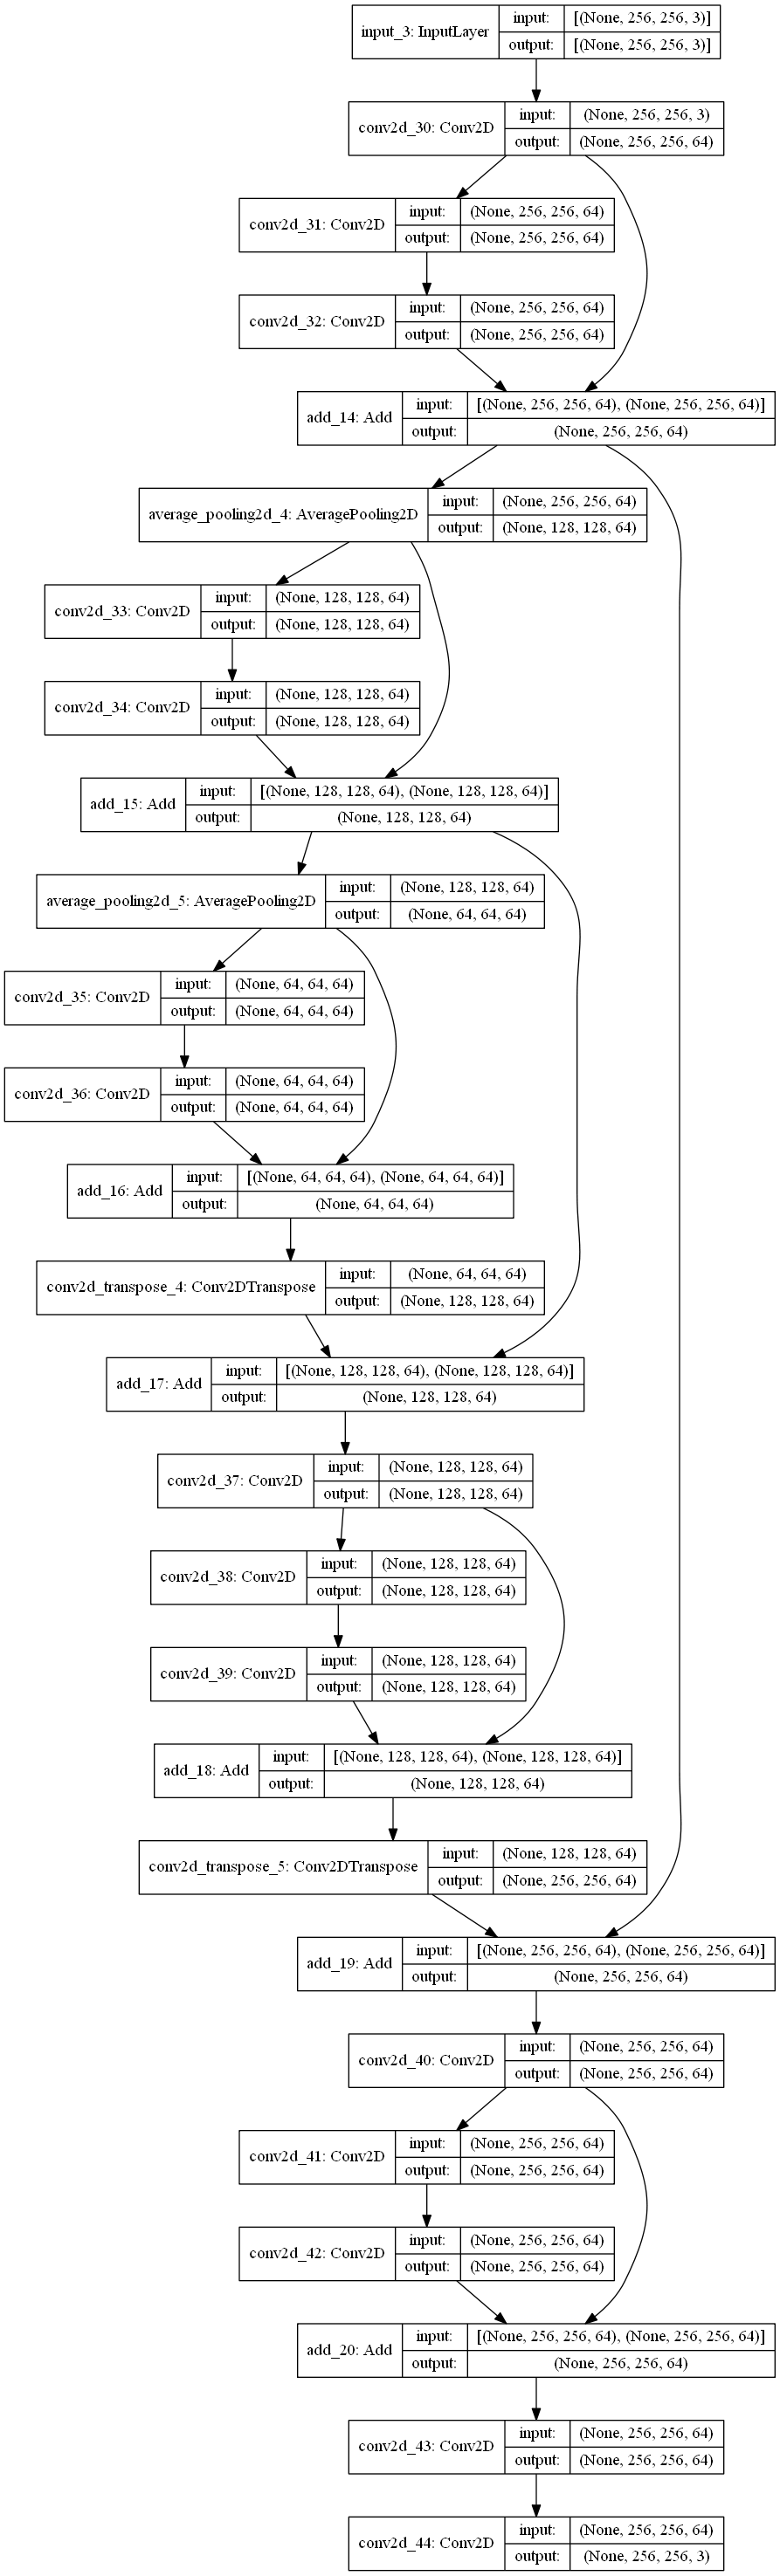 input_3: InputLayer
input: [(None, 256, 256, 3)]
output: [(None, 256, 256, 3)]
conv2d_30: Conv2D
input: (None, 256, 256, 3)
output: (None, 256, 256, 64)
conv2d_31: Conv2D
input: (None, 256, 256, 64)
output: (None, 256, 256, 64)
conv2d_32: Conv2D
input: (None, 256, 256, 64)
output: (None, 256, 256, 64)
add_14: Add
input: [(None, 256, 256, 64), (None, 256, 256, 64)]
output: (None, 256, 256, 64)
average_pooling2d_4: AveragePooling2D
input: (None, 256, 256, 64)
output: (None, 128, 128, 64)
conv2d_33: Conv2D
input: (None, 128, 128, 64)
output: (None, 128, 128, 64)
conv2d_34: Conv2D
input: (None, 128, 128, 64)
output: (None, 128, 128, 64)
add_15: Add
input: [(None, 128, 128, 64), (None, 128, 128, 64)]
output: (None, 128, 128, 64)
average_pooling2d_5: AveragePooling2D
input: (None, 128, 128, 64)
output: (None, 64, 64, 64)
conv2d_35: Conv2D
input: (None, 64, 64, 64)
output: (None, 64, 64, 64)
conv2d_36: Conv2D
input: (None, 64, 64, 64)
output: (None, 64, 64, 64)
add_16: Add
input: [(None, 64, 64, 64), (None, 64, 64, 64)]
output: (None, 64, 64, 64)
conv2d_transpose_4: Conv2DTranspose
input: (None, 64, 64, 64)
output: (None, 128, 128, 64)
add_17: Add
input: [(None, 128, 128, 64), (None, 128, 128, 64)]
output: (None, 128, 128, 64)
conv2d_37: Conv2D
input: (None, 128, 128, 64)
output: (None, 128, 128, 64)
conv2d_38: Conv2D
input: (None, 128, 128, 64)
output: (None, 128, 128, 64)
conv2d_39: Conv2D
input: (None, 128, 128, 64)
output: (None, 128, 128, 64)
add_18: Add
input: [(None, 128, 128, 64), (None, 128, 128, 64)]
output: (None, 128, 128, 64)
conv2d_transpose_5: Conv2DTranspose
input: (None, 128, 128, 64)
output: (None, 256, 256, 64)
add_19: Add
input: [(None, 256, 256, 64), (None, 256, 256, 64)]
output: (None, 256, 256, 64)
conv2d_40: Conv2D
input: (None, 256, 256, 64)
output: (None, 256, 256, 64)
conv2d_41: Conv2D
input: (None, 256, 256, 64)
output: (None, 256, 256, 64)
conv2d_42: Conv2D
input: (None, 256, 256, 64)
output: (None, 256, 256, 64)
add_20: Add
input: [(None, 256, 256, 64), (None, 256, 256, 64)]
output: (None, 256, 256, 64)
conv2d_43: Conv2D
input: (None, 256, 256, 64)
output: (None, 256, 256, 64)
conv2d_44: Conv2D
input: (None, 256, 256, 64)
output: (None, 256, 256, 3)